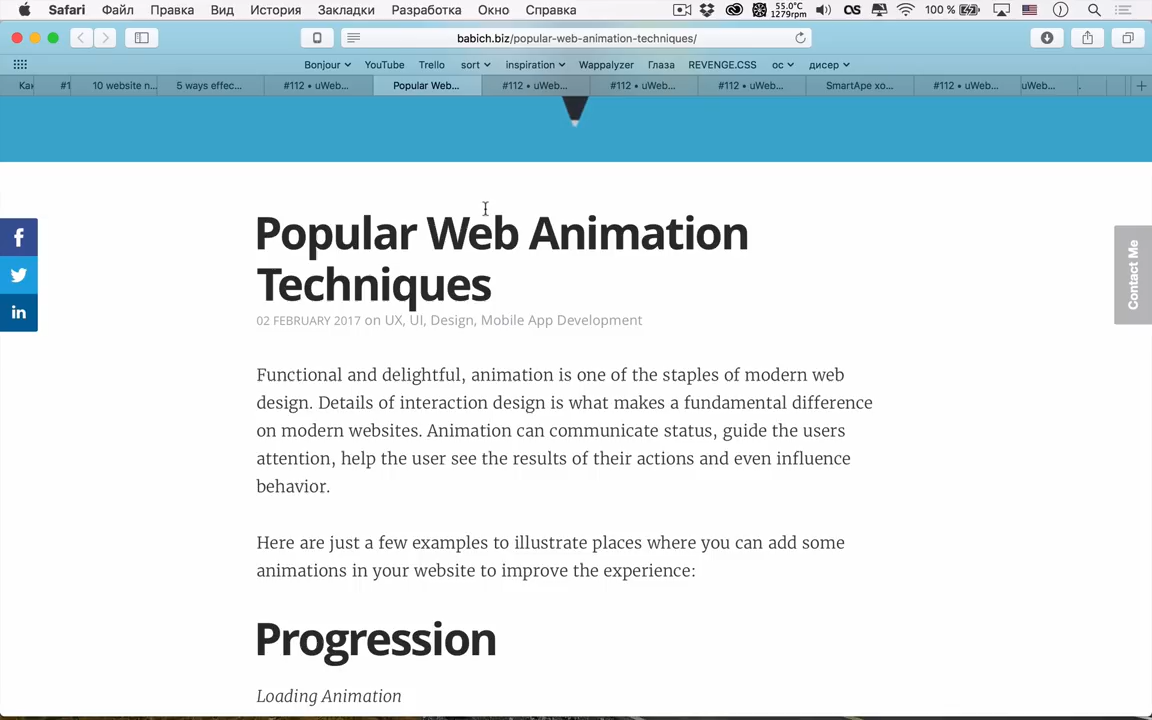 Safari Файл Правка Вид История Закладки Разработка Окно Справка 55.0°C 1279rpm 100 %
babich.biz/popular-web-animation-techniques/
Bonjour YouTube Trello sort inspiration Wappalyzer Глаза REVENGE.CSS ос дисер
#1 10 website n... 5 ways effec... #112 • uWeb... Popular Web... #112 • uWeb... #112 • uWeb... #112 • uWeb... SmartApe хо... #112 • uWeb... uWeb...
Popular Web Animation
Techniques
02 FEBRUARY 2017 on UX, UI, Design, Mobile App Development
Functional and delightful, animation is one of the staples of modern web
design. Details of interaction design is what makes a fundamental difference
on modern websites. Animation can communicate status, guide the users
attention, help the user see the results of their actions and even influence
behavior.
Here are just a few examples to illustrate places where you can add some
animations in your website to improve the experience:
Progression
Loading Animation
f
in
Contact Me